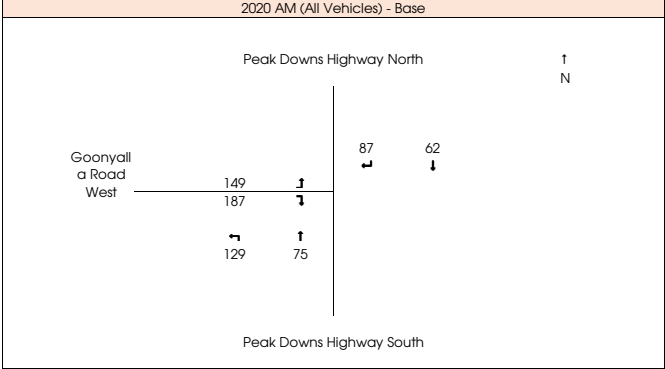 2020 AM (All Vehicles) - Base
Peak Downs Highway North
↑
N
87 62
Goonyall
a Road
West
149
187
129 75
Peak Downs Highway South